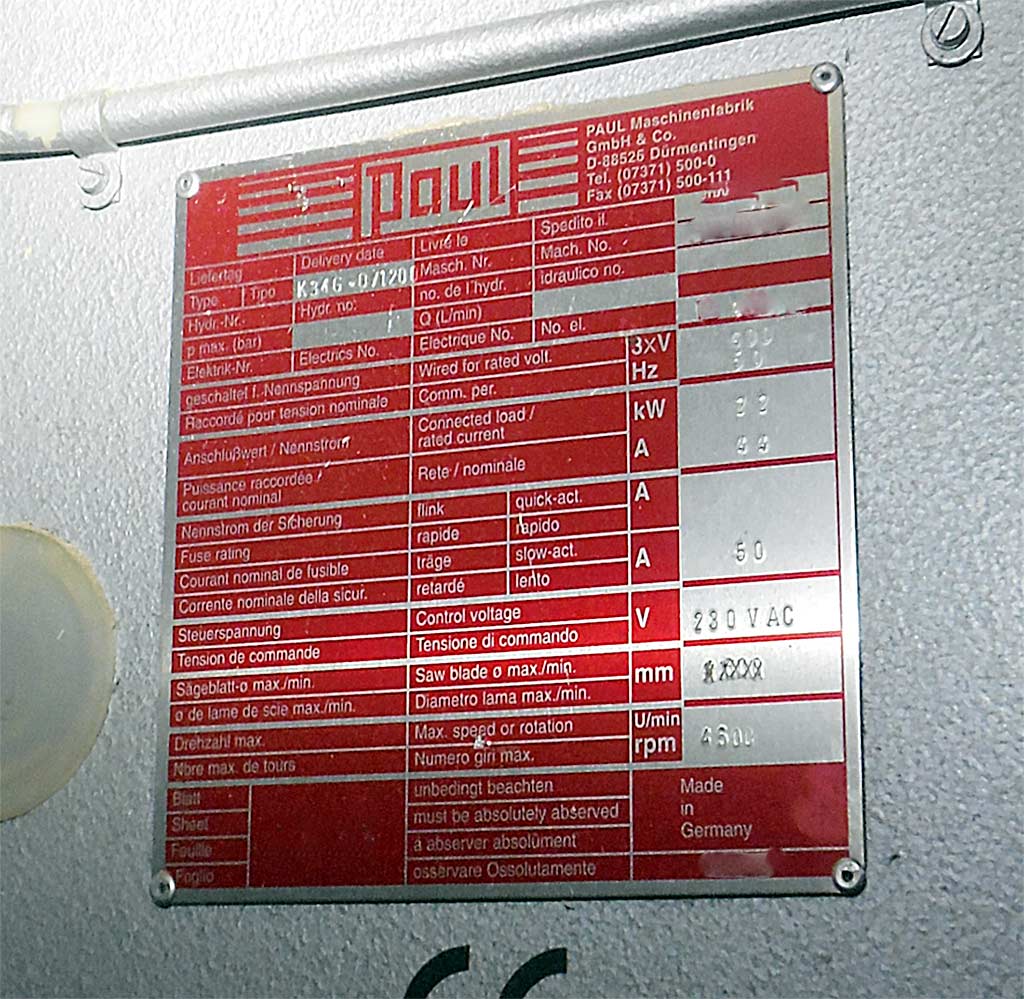 Paul
PAUL Maschinenfabrik
GmbH & Co.
D-88525 Dürmentingen
Tel. (07371) 500-0
Fax (07371) 500-111
Liefertag Delivery date Livré le Spedito il.
Type Tipo K34G-D/120 Masch. Nr. Mach. No.
Hydr.-Nr. Hydr. no: no. de l'hydr. idraulico no.
p max. (bar) Q (L/min)
Elektrik-Nr. Electrics No. Electrique No. No. el.
geschaltet f. Nennspannung Wired for rated volt. 3xV
Raccordé pour tension nominale Comm. per. Hz 50
Anschlußwert / Nennstrom Connected load / rated current kW 22
Puissance raccordée / courant nominal Rete / nominale A 44
Nennstrom der Sicherung flink quick-act. A
Fuse rating rapide rapido
Courant nominal de fusible träge slow-act. A 50
Corrente nominale della sicur. retardé lento
Steuerspannung Control voltage V 230 V AC
Tension de commande Tensione di commando
Sägeblatt-ø max./min. Saw blade ø max./min. mm
ø de lame de scie max./min. Diametro lama max./min.
Drehzahl max. Max. speed or rotation U/min
Nbre max. de tours Numero giri max. rpm 4500
Blatt unbedingt beachten Made
Sheet must be absolutely observed in
Feuille a observer absolument Germany
Foglio osservare Ossolutamente
CE